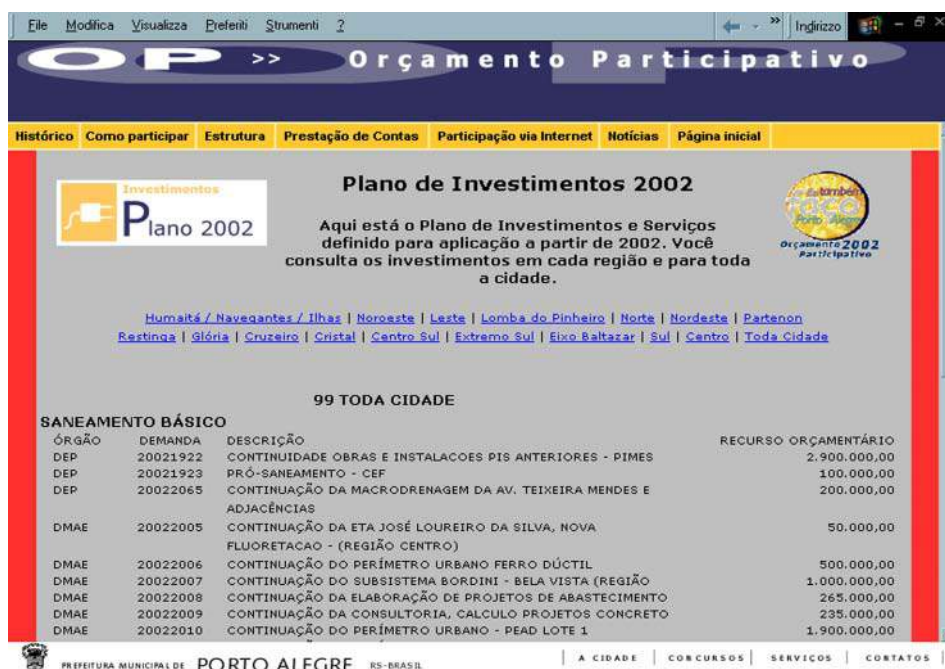 File Modifica Visualizza Preferiti Strumenti ? » Indirizzo
OP >> Orçamento Participativo
Histórico Como participar Estrutura Prestação de Contas Participação via Internet Notícias Página inicial
Investimentos
Plano 2002
Plano de Investimentos 2002
Aqui está o Plano de Investimentos e Serviços
definido para aplicação a partir de 2002. Você
consulta os investimentos em cada região e para toda
a cidade.
Porto Alegre
Orçamento 2002
Participativo
Humaitá / Navegantes / Ilhas | Noroeste | Leste | Lomba do Pinheiro | Norte | Nordeste | Partenon
Restinga | Glória | Cruzeiro | Cristal | Centro Sul | Extremo Sul | Eixo Baltazar | Sul | Centro | Toda Cidade
99 TODA CIDADE
SANEAMENTO BÁSICO
ÓRGÃO DEMANDA DESCRIÇÃO RECURSO ORÇAMENTÁRIO
DEP 20021922 CONTINUIDADE OBRAS E INSTALACOES PIS ANTERIORES - PIMES 2.900.000,00
DEP 20021923 PRÓ-SANEAMENTO - CEF 100.000,00
DEP 20022065 CONTINUAÇÃO DA MACRODRENAGEM DA AV. TEIXEIRA MENDES E 200.000,00
ADJACÊNCIAS
DMAE 20022005 CONTINUAÇÃO DA ETA JOSÉ LOUREIRO DA SILVA, NOVA 50.000,00
FLUORETACAO - (REGIÃO CENTRO)
DMAE 20022006 CONTINUAÇÃO DO PERÍMETRO URBANO FERRO DÚCTIL 500.000,00
DMAE 20022007 CONTINUAÇÃO DO SUBSISTEMA BORDINI - BELA VISTA (REGIÃO 1.000.000,00
DMAE 20022008 CONTINUAÇÃO DA ELABORAÇÃO DE PROJETOS DE ABASTECIMENTO 265.000,00
DMAE 20022009 CONTINUAÇÃO DA CONSULTORIA, CALCULO PROJETOS CONCRETO 235.000,00
DMAE 20022010 CONTINUAÇÃO DO PERÍMETRO URBANO - PEAD LOTE 1 1.900.000,00
PREFEITURA MUNICIPAL DE PORTO ALEGRE RS-BRASIL | A CIDADE | CONCURSOS | SERVIÇOS | CONTATOS |